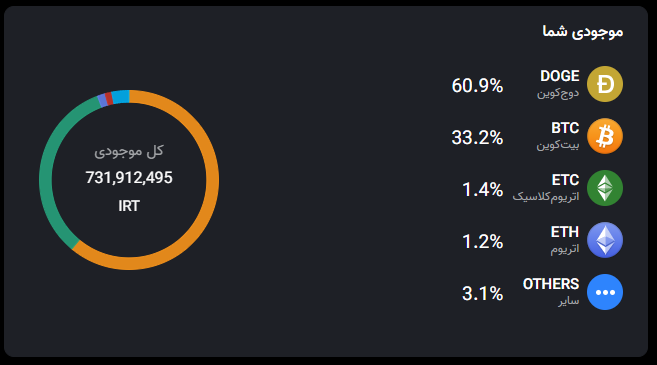 موجودی شما
DOGE
دوج‌کوین
60.9%
BTC
بیت‌کوین
33.2%
ETC
اتریوم‌کلاسیک
1.4%
ETH
اتریوم
1.2%
OTHERS
سایر
3.1%
کل موجودی
731,912,495
IRT